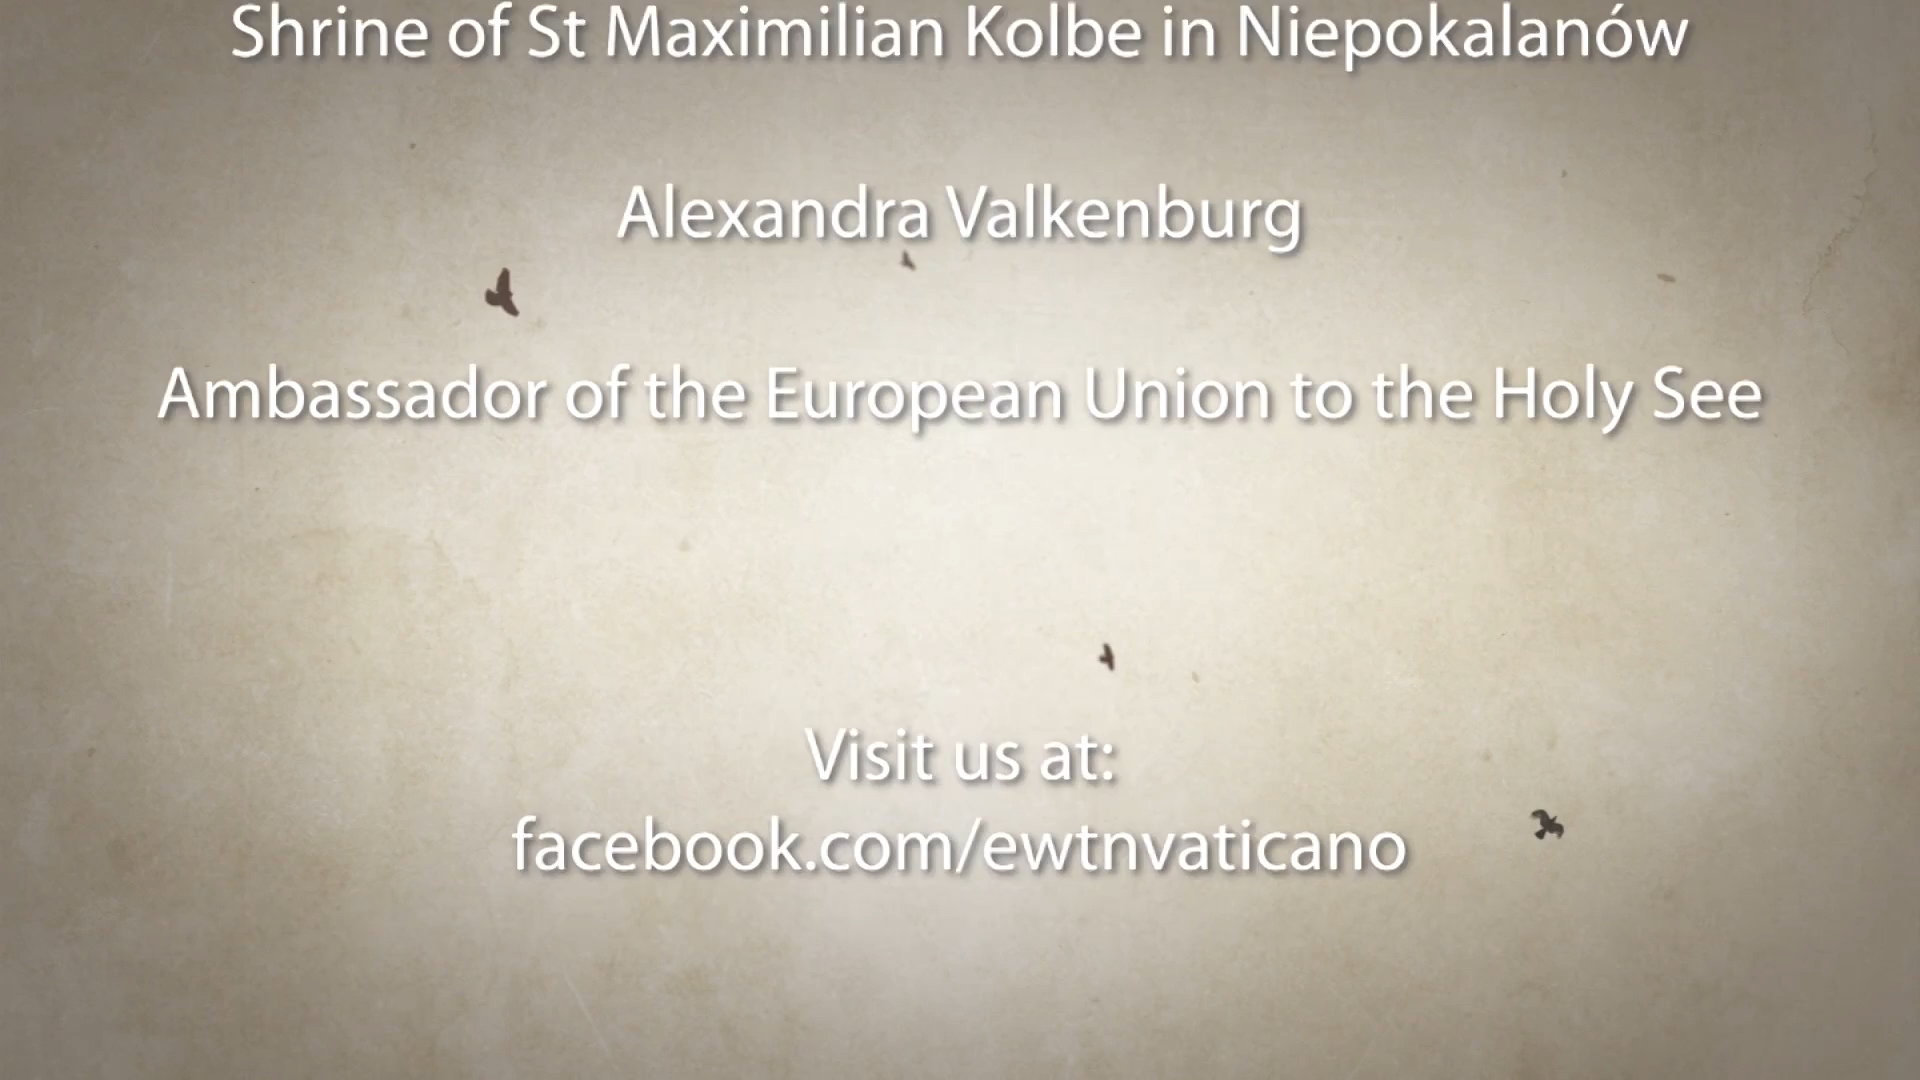 Shrine of St Maximilian Kolbe in Niepokalanów
Alexandra Valkenburg
Ambassador of the European Union to the Holy See
Visit us at:
facebook.com/ewtnvaticano